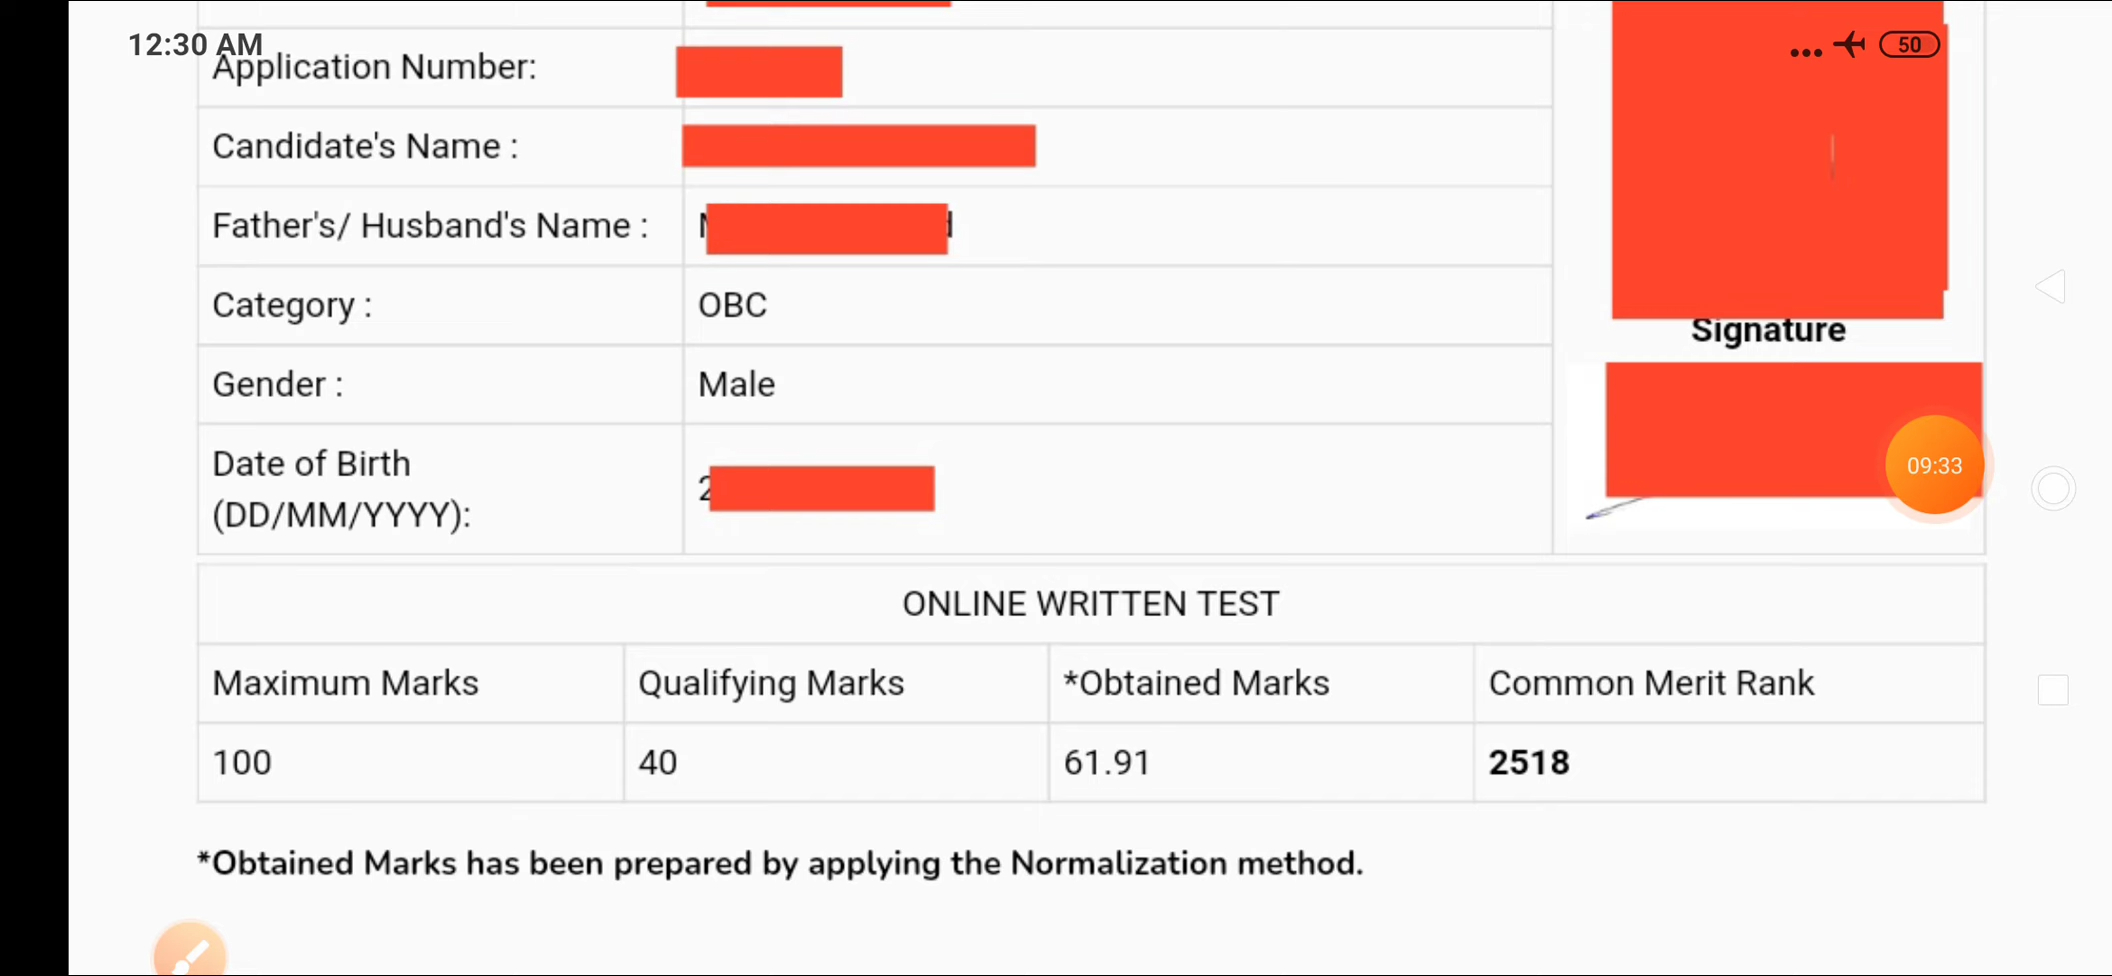 12:30 AM
50
Application Number:
Candidate's Name :
Father's/ Husband's Name :
Category :
OBC
Signature
Gender :
Male
Date of Birth
(DD/MM/YYYY):
2
09:33
ONLINE WRITTEN TEST
Maximum Marks
Qualifying Marks
*Obtained Marks
Common Merit Rank
100
40
61.91
2518
*Obtained Marks has been prepared by applying the Normalization method.